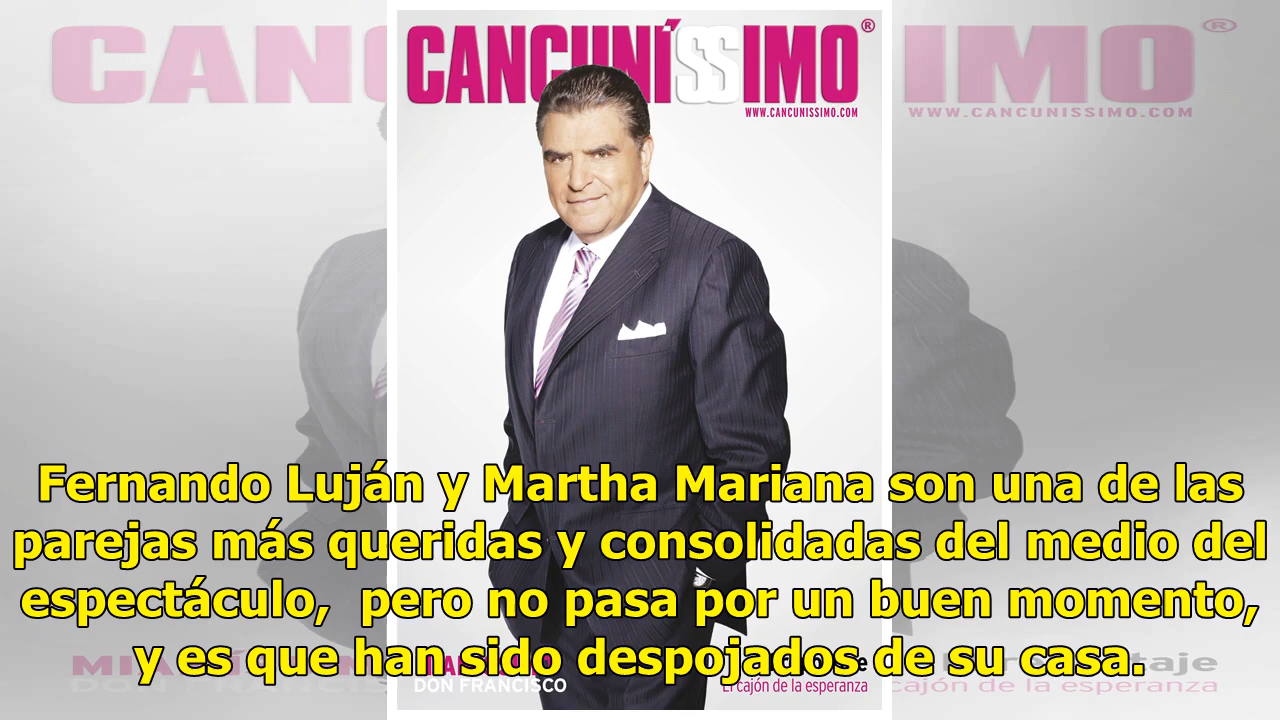 CANCUNÍSSIMO®
WWW.CANCUNISSIMO.COM
Fernando Luján y Martha Mariana son una de las
parejas más queridas y consolidadas del medio del
espectáculo, pero no pasa por un buen momento,
y es que han sido despojados de su casa.
DON FRANCISCO
El cajón de la esperanza